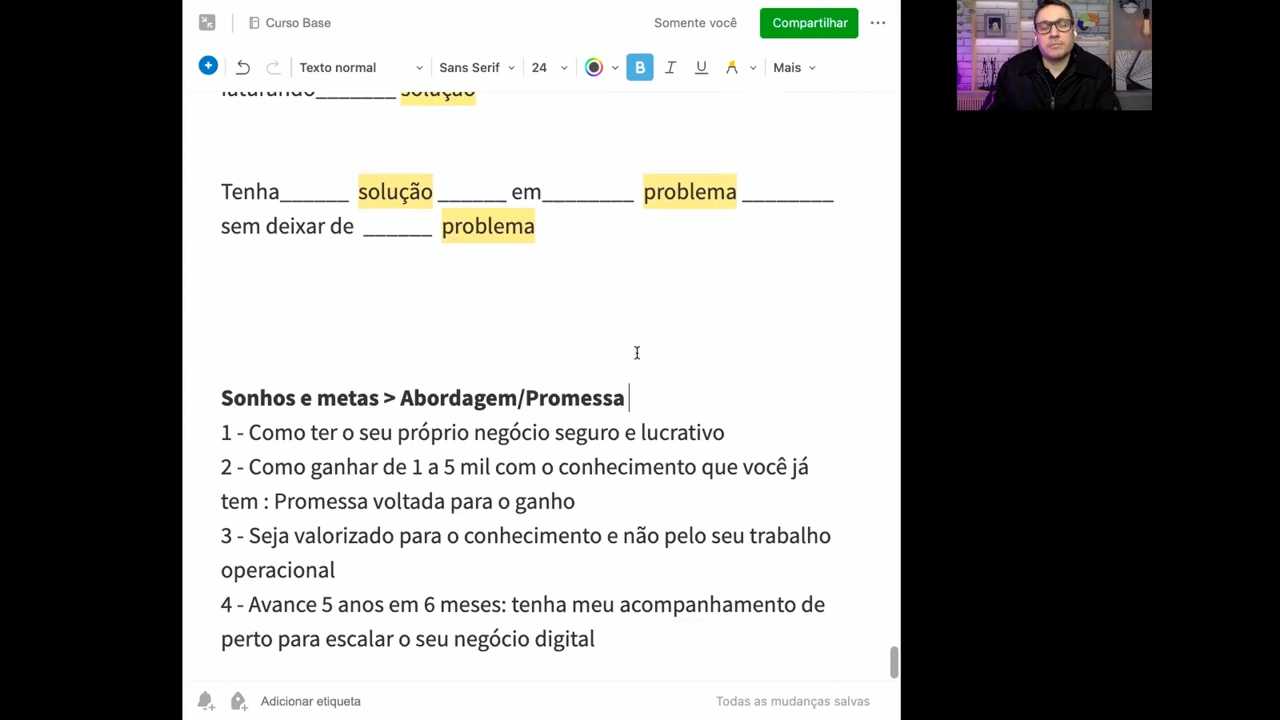 Curso Base
Somente você
Compartilhar
Texto normal
Sans Serif
24
B
I
U
A
Mais
faturando_______ solução
Tenha______ solução ______ em________ problema ________
sem deixar de ______ problema
Sonhos e metas > Abordagem/Promessa
1 - Como ter o seu próprio negócio seguro e lucrativo
2 - Como ganhar de 1 a 5 mil com o conhecimento que você já
tem : Promessa voltada para o ganho
3 - Seja valorizado para o conhecimento e não pelo seu trabalho
operacional
4 - Avance 5 anos em 6 meses: tenha meu acompanhamento de
perto para escalar o seu negócio digital
Adicionar etiqueta
Todas as mudanças salvas